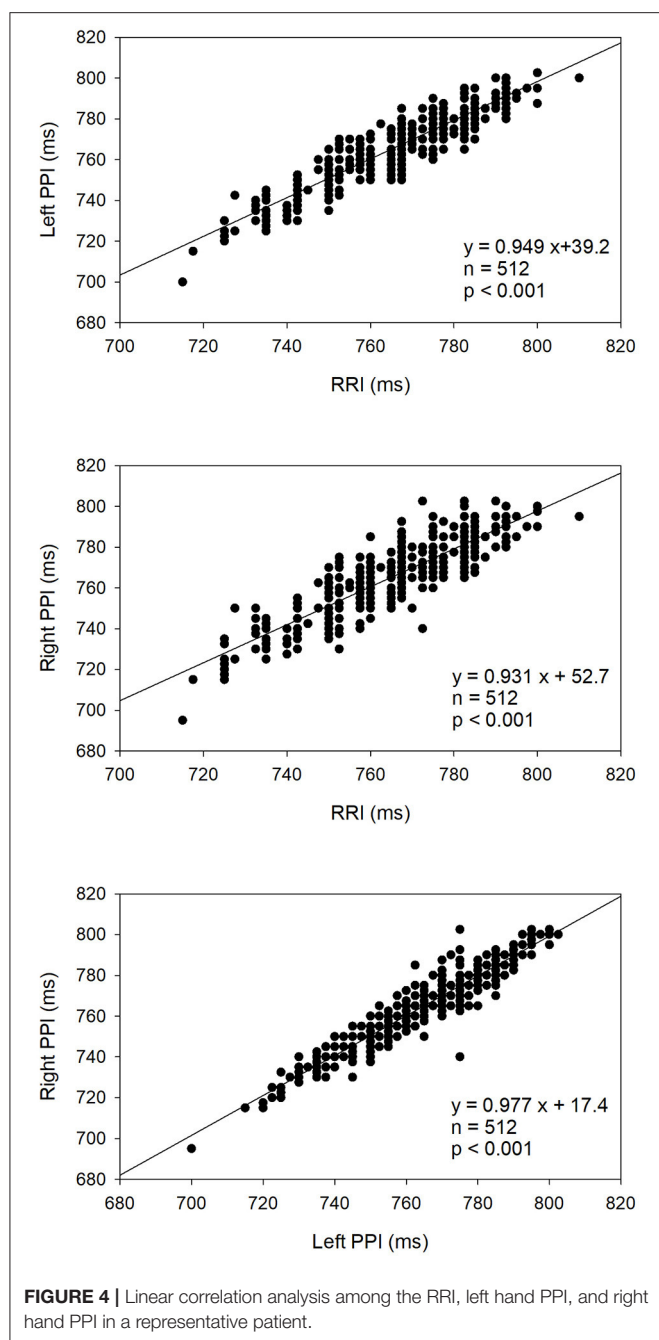 820
800
780
760
740
720
700
680
Left PPI (ms)
y = 0.949 x+39.2
n = 512
p < 0.001
700 720 740 760 780 800 820
RRI (ms)
820
800
780
760
740
720
700
680
Right PPI (ms)
y = 0.931 x + 52.7
n = 512
p < 0.001
700 720 740 760 780 800 820
RRI (ms)
820
800
780
760
740
720
700
680
Right PPI (ms)
y = 0.977 x + 17.4
n = 512
p < 0.001
680 700 720 740 760 780 800 820
Left PPI (ms)
FIGURE 4 | Linear correlation analysis among the RRI, left hand PPI, and right
hand PPI in a representative patient.